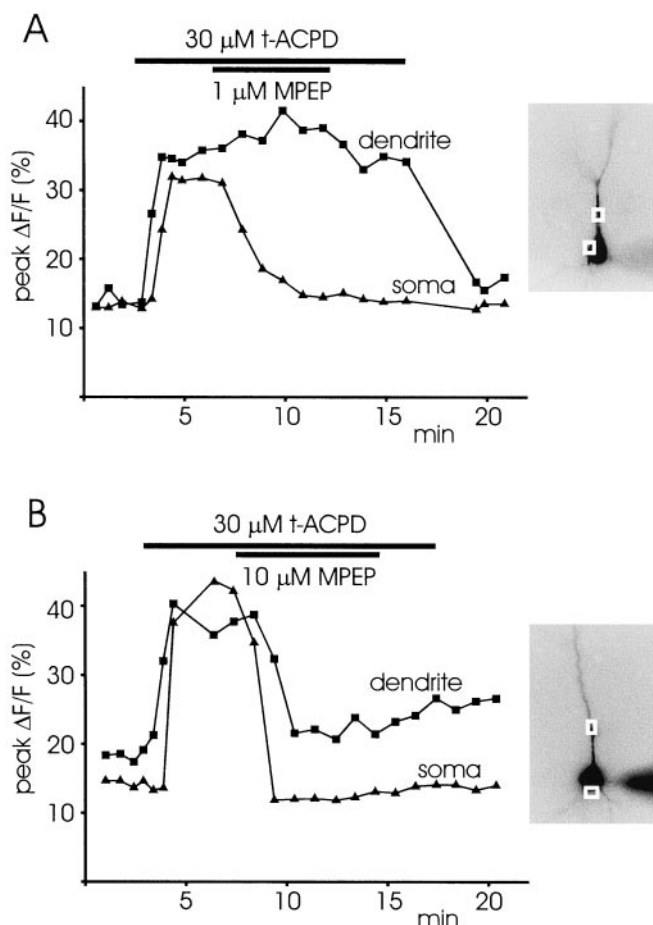 A
30 µM t-ACPD
1 µM MPEP
peak ΔF/F (%)
40
30
20
10
dendrite
soma
5
10
15
20
min
B
30 µM t-ACPD
10 µM MPEP
peak ΔF/F (%)
40
30
20
10
dendrite
soma
5
10
15
20
min